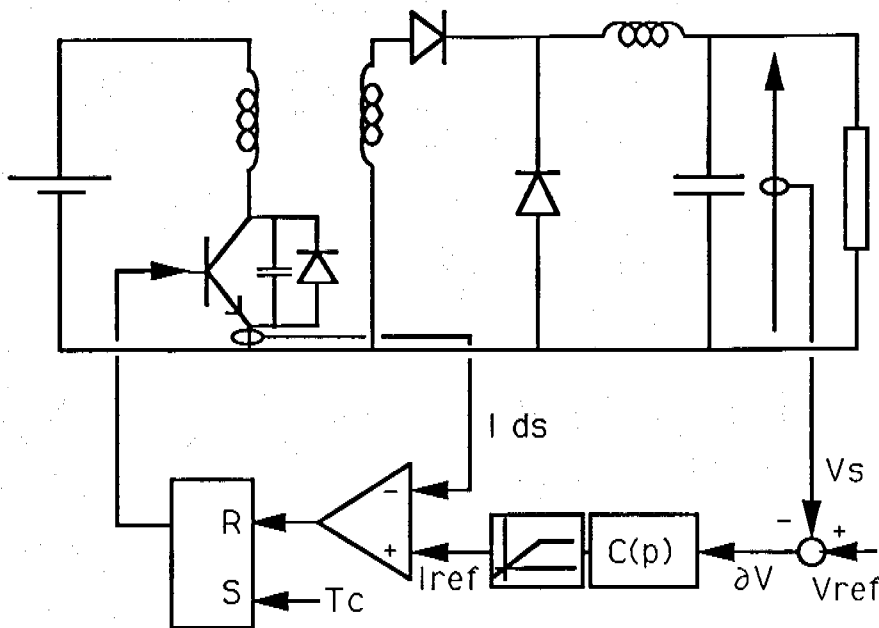 I ds
Vs
-
-
+
R
+
C(p)
Iref
∂V
Vref
S
Tc